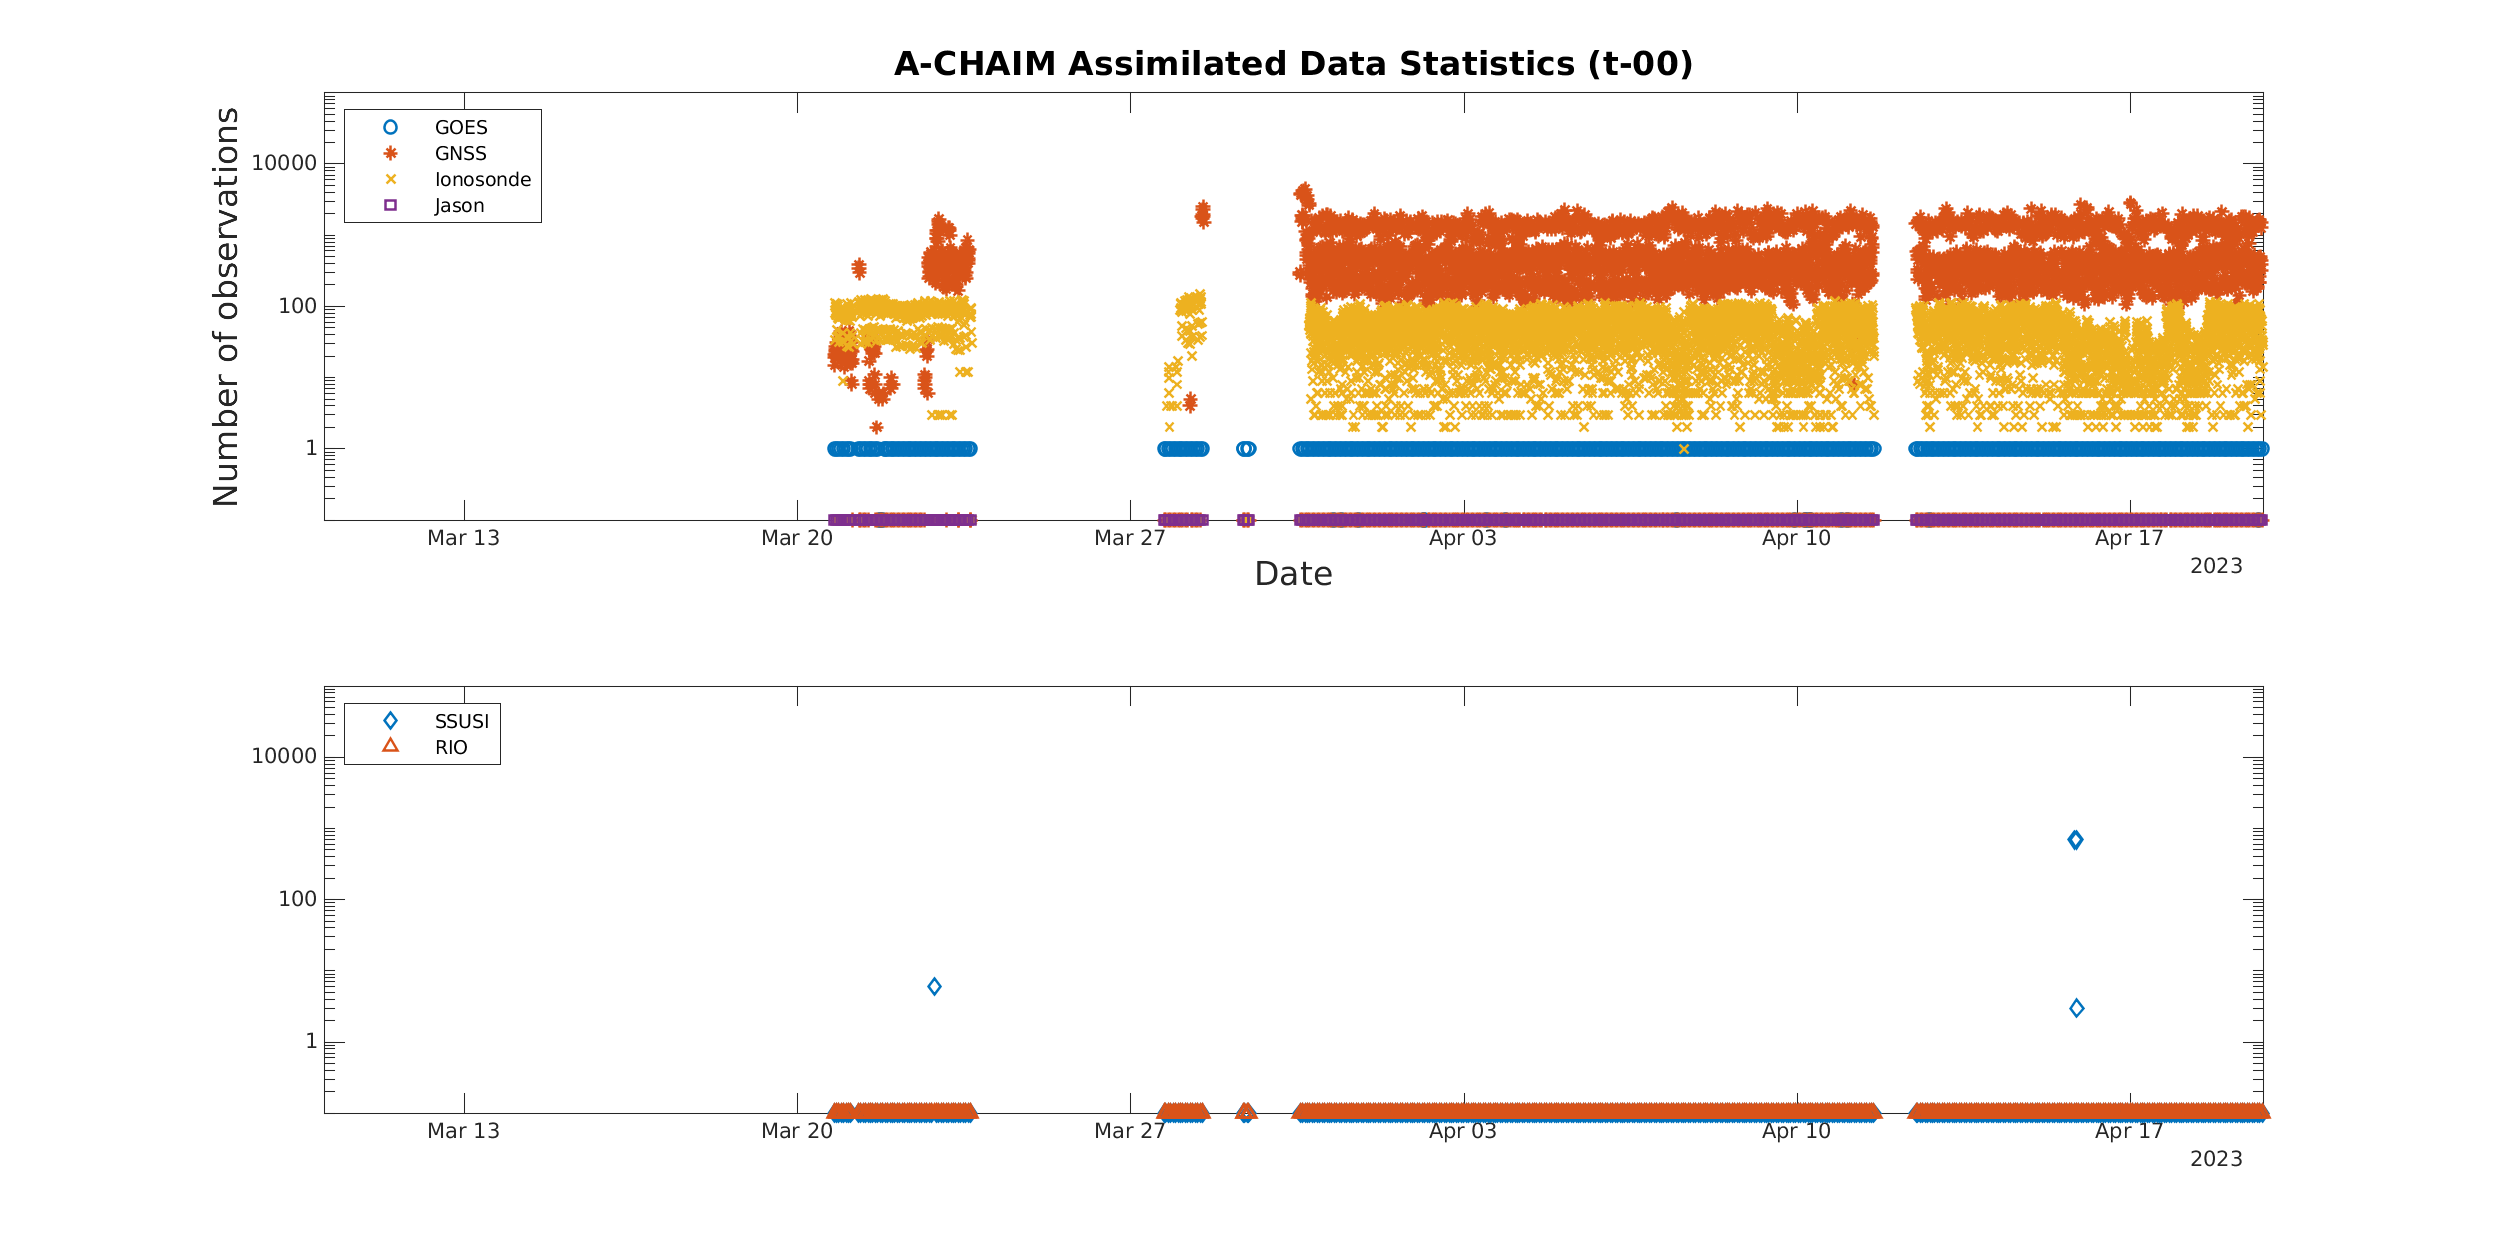 A-CHAIM Assimilated Data Statistics (t-00)
Number of observations
10000
100
1
GOES
GNSS
Ionosonde
Jason
Mar 13 Mar 20 Mar 27 Apr 03 Apr 10 Apr 17
2023
Date
10000
100
1
SSUSI
RIO
Mar 13 Mar 20 Mar 27 Apr 03 Apr 10 Apr 17
2023